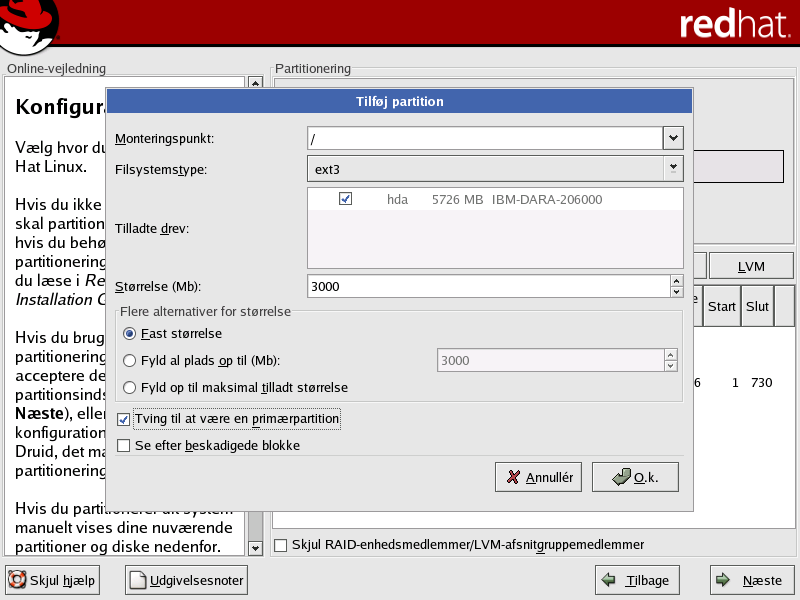 redhat.
Online-vejledning
Partitionering
Tilføj partition
Konfigura
Vælg hvor du
Hat Linux.
Hvis du ikke
skal partition
hvis du behø
partitionering
du læse i Re
Installation G
Hvis du brug
partitionering
acceptere de
partitionsinds
Næste), eller
konfiguration
Druid, det ma
partitionering
Hvis du partitionerer dit system
manuelt vises dine nuværende
partitioner og diske nedenfor.
Monteringspunkt:
/
Filsystemstype:
ext3
Tilladte drev:
hda 5726 MB IBM-DARA-206000
Størrelse (Mb):
3000
Flere alternativer for størrelse
Fast størrelse
Fyld al plads op til (Mb):
3000
Fyld op til maksimal tilladt størrelse
Tving til at være en primærpartition
Se efter beskadigede blokke
Annullér
O.k.
LVM
Start
Slut
6 1 730
Skjul RAID-enhedsmedlemmer/LVM-afsnitgruppemedlemmer
Skjul hjælp
Udgivelsesnoter
Tilbage
Næste